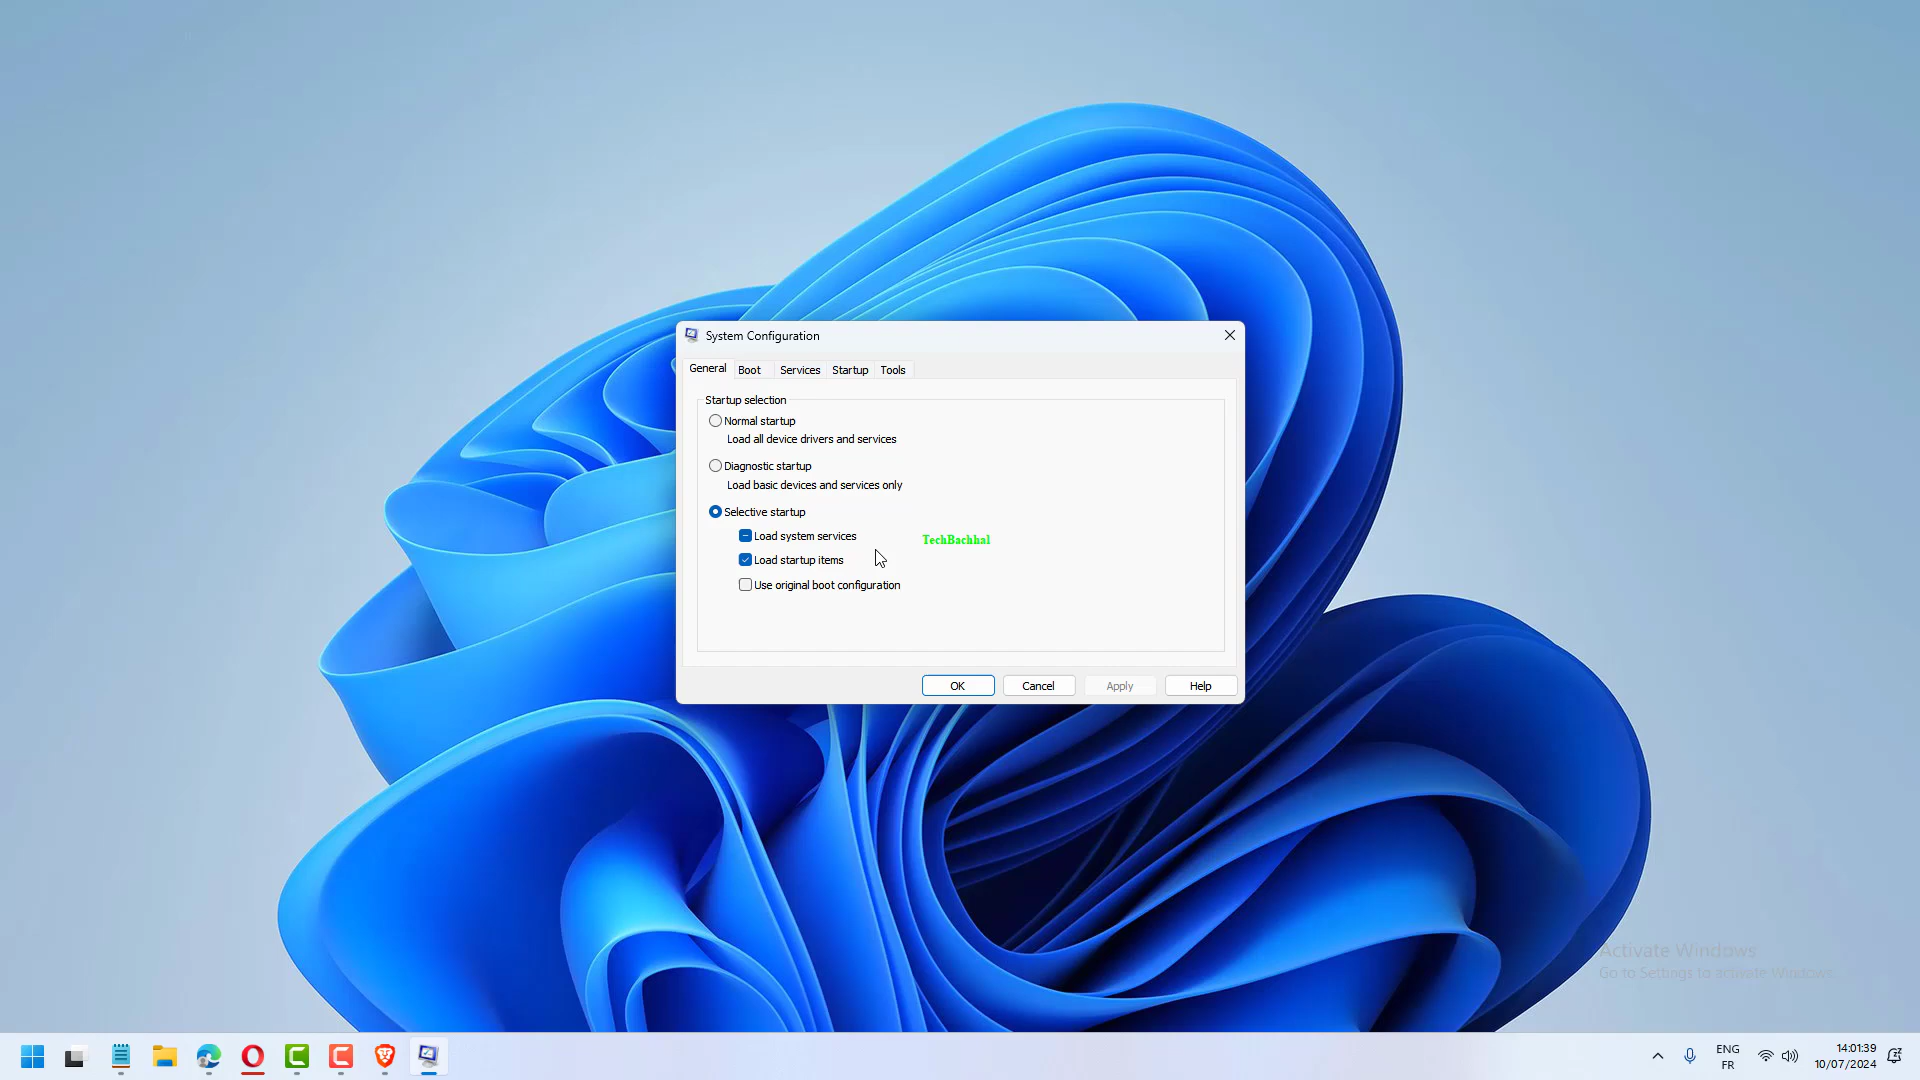 System Configuration
General Boot Services Startup Tools
Startup selection
Normal startup
Load all device drivers and services
Diagnostic startup
Load basic devices and services only
Selective startup
Load system services
TechBachhal
Load startup items
Use original boot configuration
OK Cancel Apply Help
Activate Windows
Go to Settings to activate Windows.
ENG
FR
14:01:39
10/07/2024